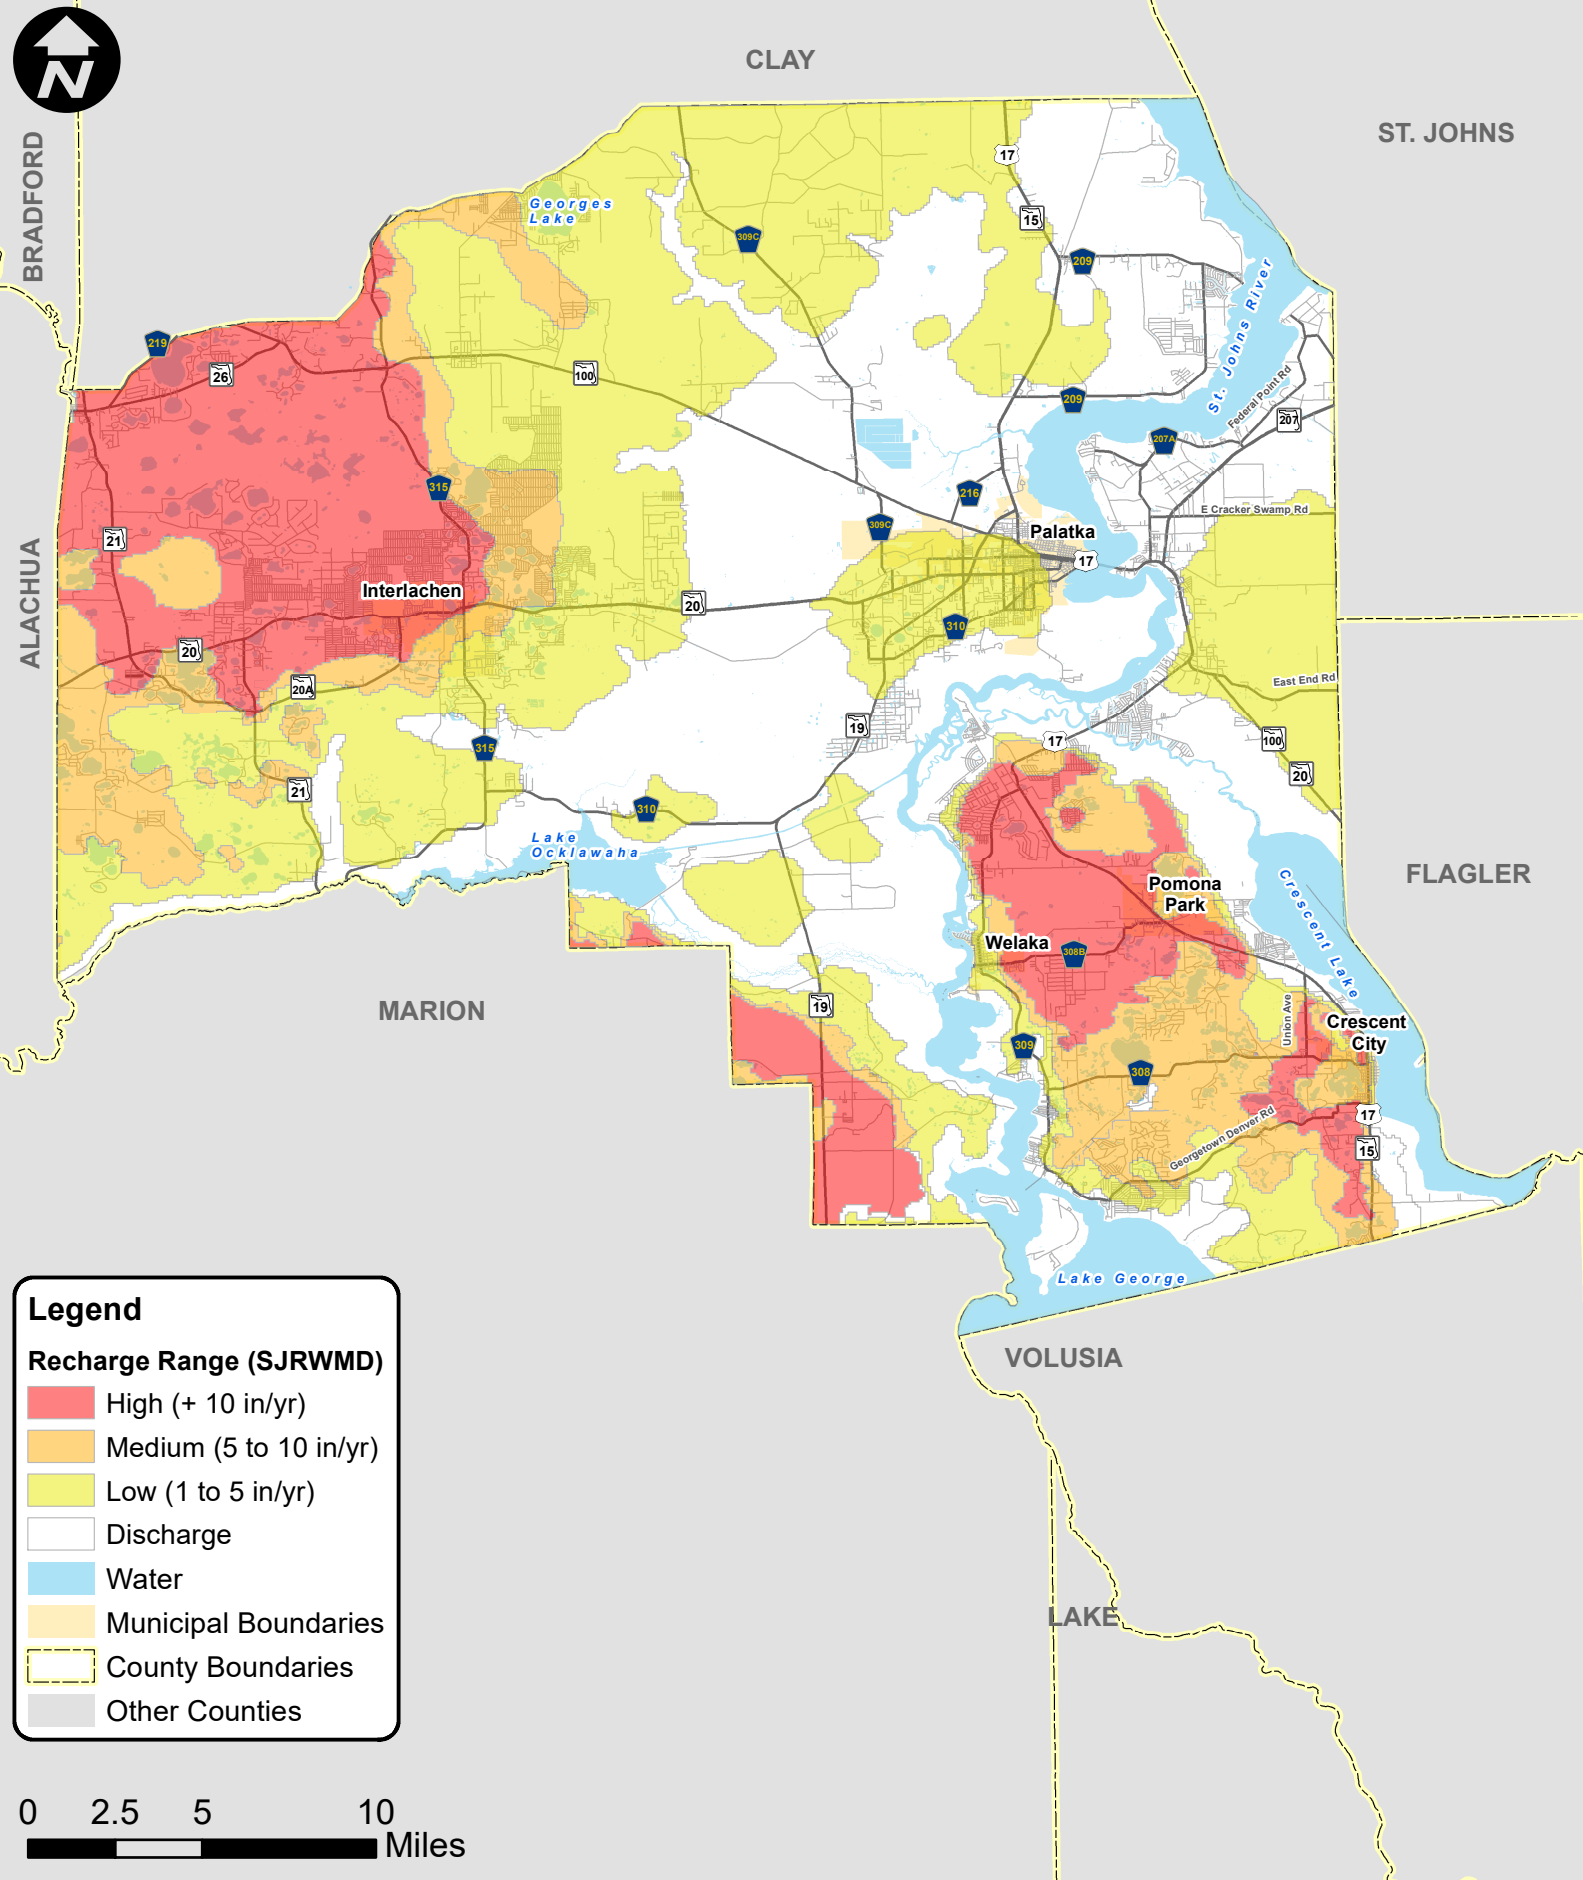 N
CLAY
ST. JOHNS
BRADFORD
17
15
Georges
Lake
309C
209
St. Johns River
219
26
100
Federal Point Rd
209
207
207A
315
216
E Cracker Swamp Rd
309C
21
Palatka
17
ALACHUA
Interlachen
20
310
20
East End Rd
20A
19
17
100
315
20
21
310
Lake
Ocklawaha
FLAGLER
Pomona
Park
Crescent Lake
Welaka
308B
MARION
19
Union Ave
Crescent
City
309
308
17
Georgetown Denver Rd
15
Lake George
VOLUSIA
LAKE
Legend
Recharge Range (SJRWMD)
High (+ 10 in/yr)
Medium (5 to 10 in/yr)
Low (1 to 5 in/yr)
Discharge
Water
Municipal Boundaries
County Boundaries
Other Counties
0 2.5 5 10
Miles